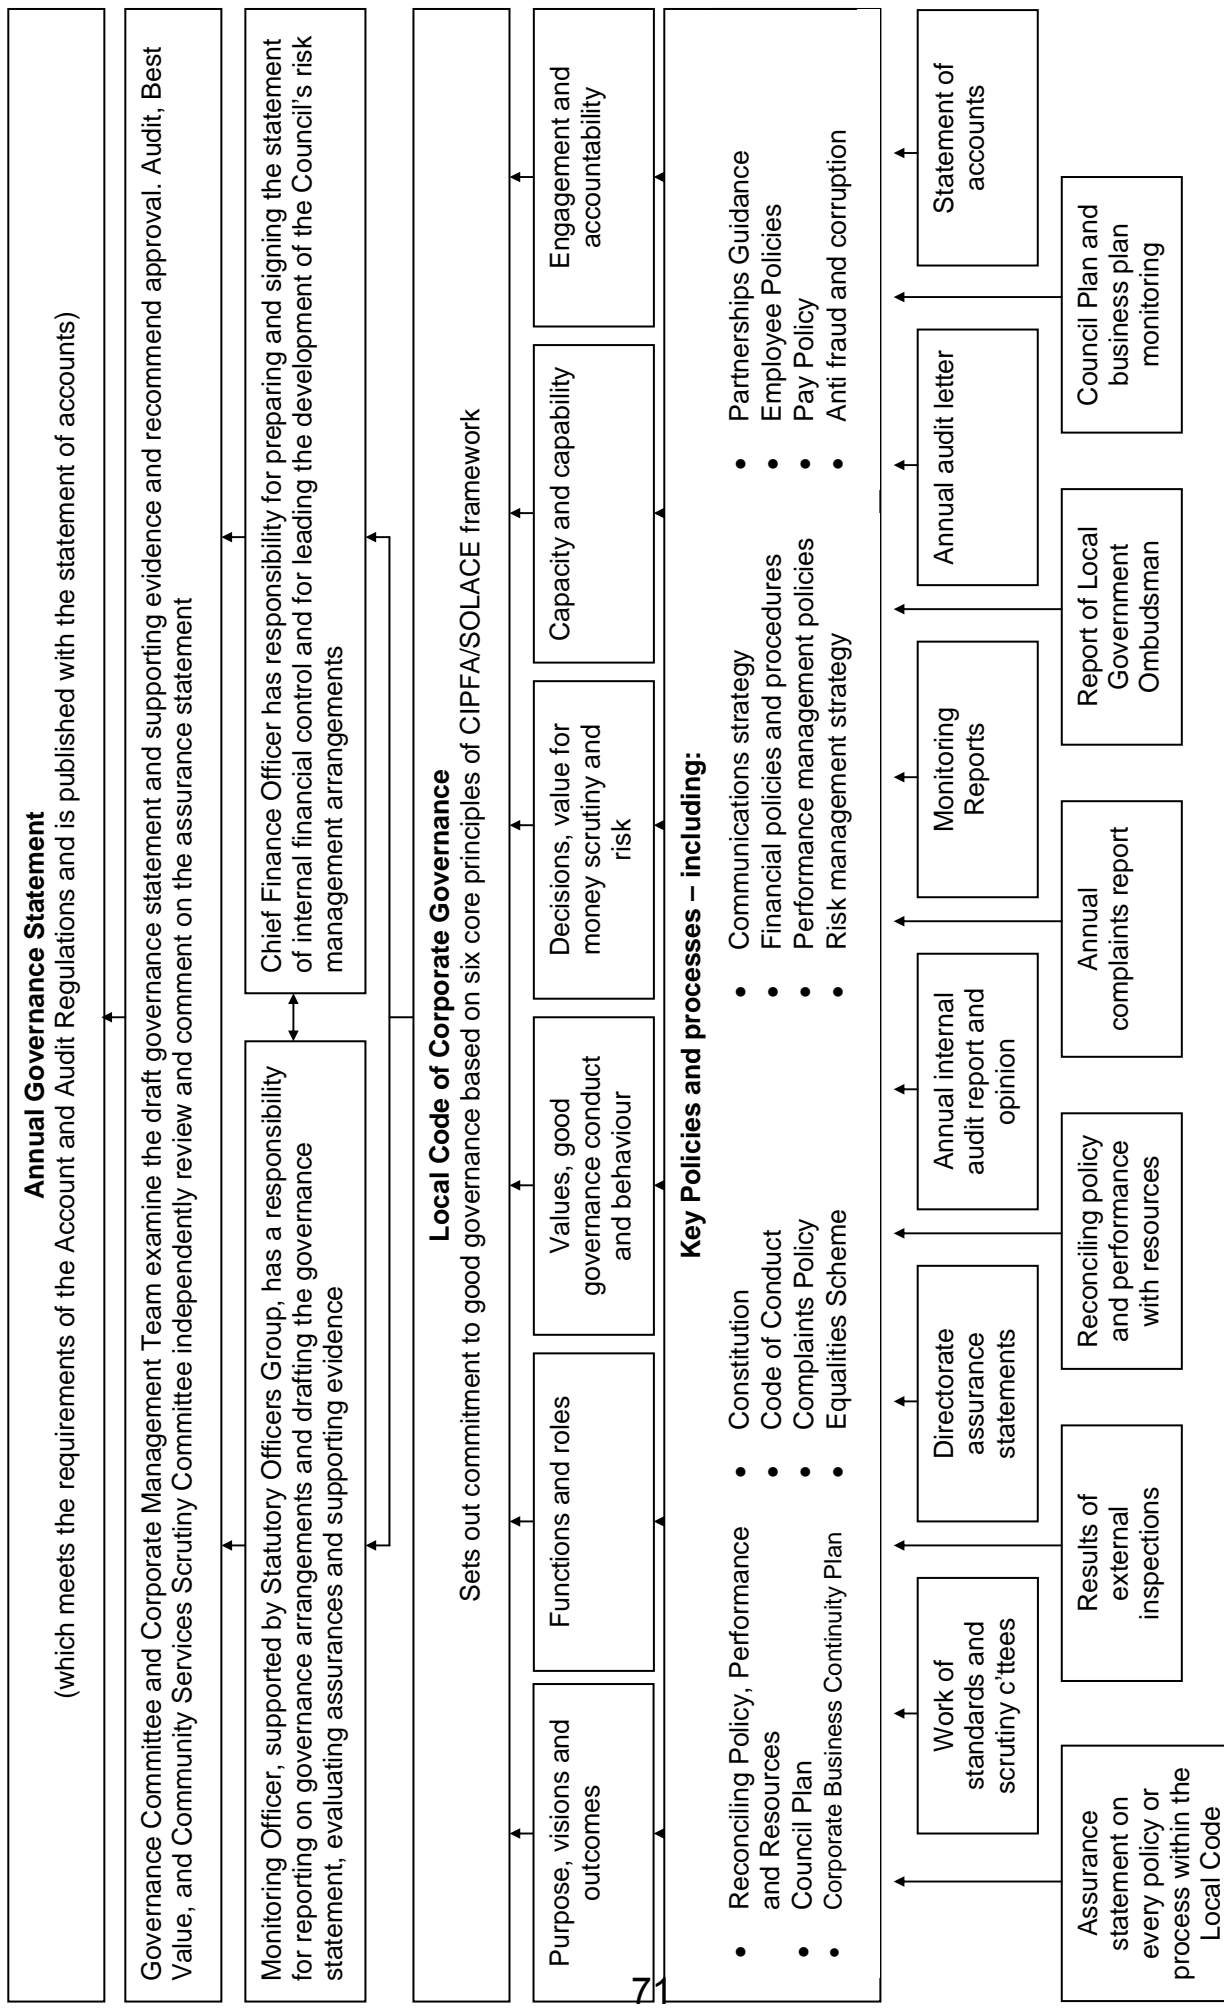 Annual Governance Statement
(which meets the requirements of the Account and Audit Regulations and is published with the statement of accounts)
Governance Committee and Corporate Management Team examine the draft governance statement and supporting evidence and recommend approval. Audit, Best
Value, and Community Services Scrutiny Committee independently review and comment on the assurance statement
Monitoring Officer, supported by Statutory Officers Group, has a responsibility
for reporting on governance arrangements and drafting the governance
statement, evaluating assurances and supporting evidence
Chief Finance Officer has responsibility for preparing and signing the statement
of internal financial control and for leading the development of the Council's risk
management arrangements
Local Code of Corporate Governance
Sets out commitment to good governance based on six core principles of CIPFA/SOLACE framework
Purpose, visions and
outcomes
Functions and roles
Values, good
governance conduct
and behaviour
Decisions, value for
money scrutiny and
risk
Capacity and capability
Engagement and
accountability
Key Policies and processes – including:
• Reconciling Policy, Performance
and Resources
• Council Plan
• Corporate Business Continuity Plan
• Constitution
• Code of Conduct
• Complaints Policy
• Equalities Scheme
• Communications strategy
• Financial policies and procedures
• Performance management policies
• Risk management strategy
• Partnerships Guidance
• Employee Policies
• Pay Policy
• Anti fraud and corruption
Work of
standards and
scrutiny c'ttees
Directorate
assurance
statements
Annual internal
audit report and
opinion
Monitoring
Reports
Annual audit letter
Statement of
accounts
Assurance
statement on
every policy or
process within the
Local Code
Results of
external
inspections
Reconciling policy
and performance
with resources
Annual
complaints report
Report of Local
Government
Ombudsman
Council Plan and
business plan
monitoring
71